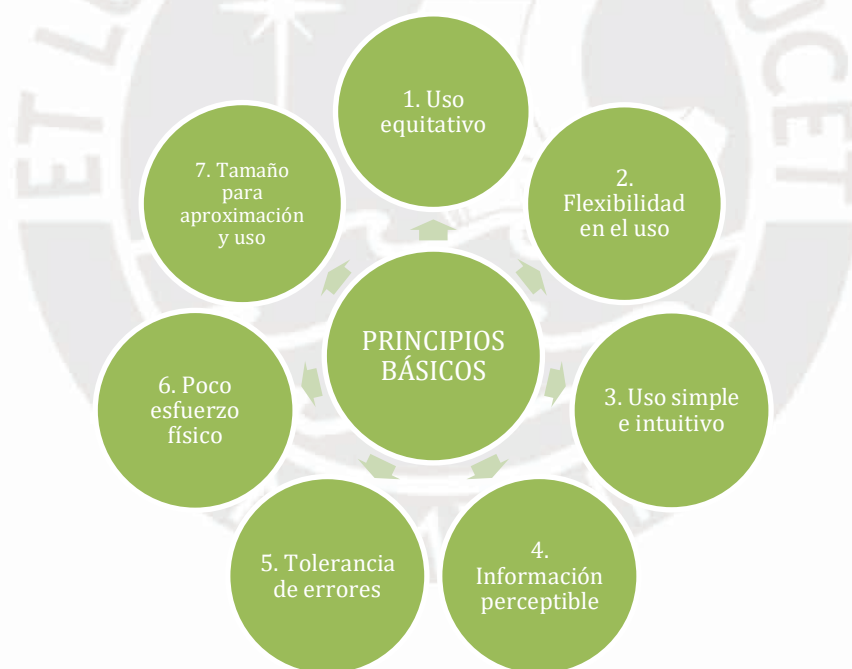 1. Uso
equitativo
2.
Flexibilidad
en el uso
3. Uso simple
e intuitivo
4.
Información
perceptible
5. Tolerancia
de errores
6. Poco
esfuerzo
físico
7. Tamaño
para
aproximación
y uso
PRINCIPIOS
BÁSICOS